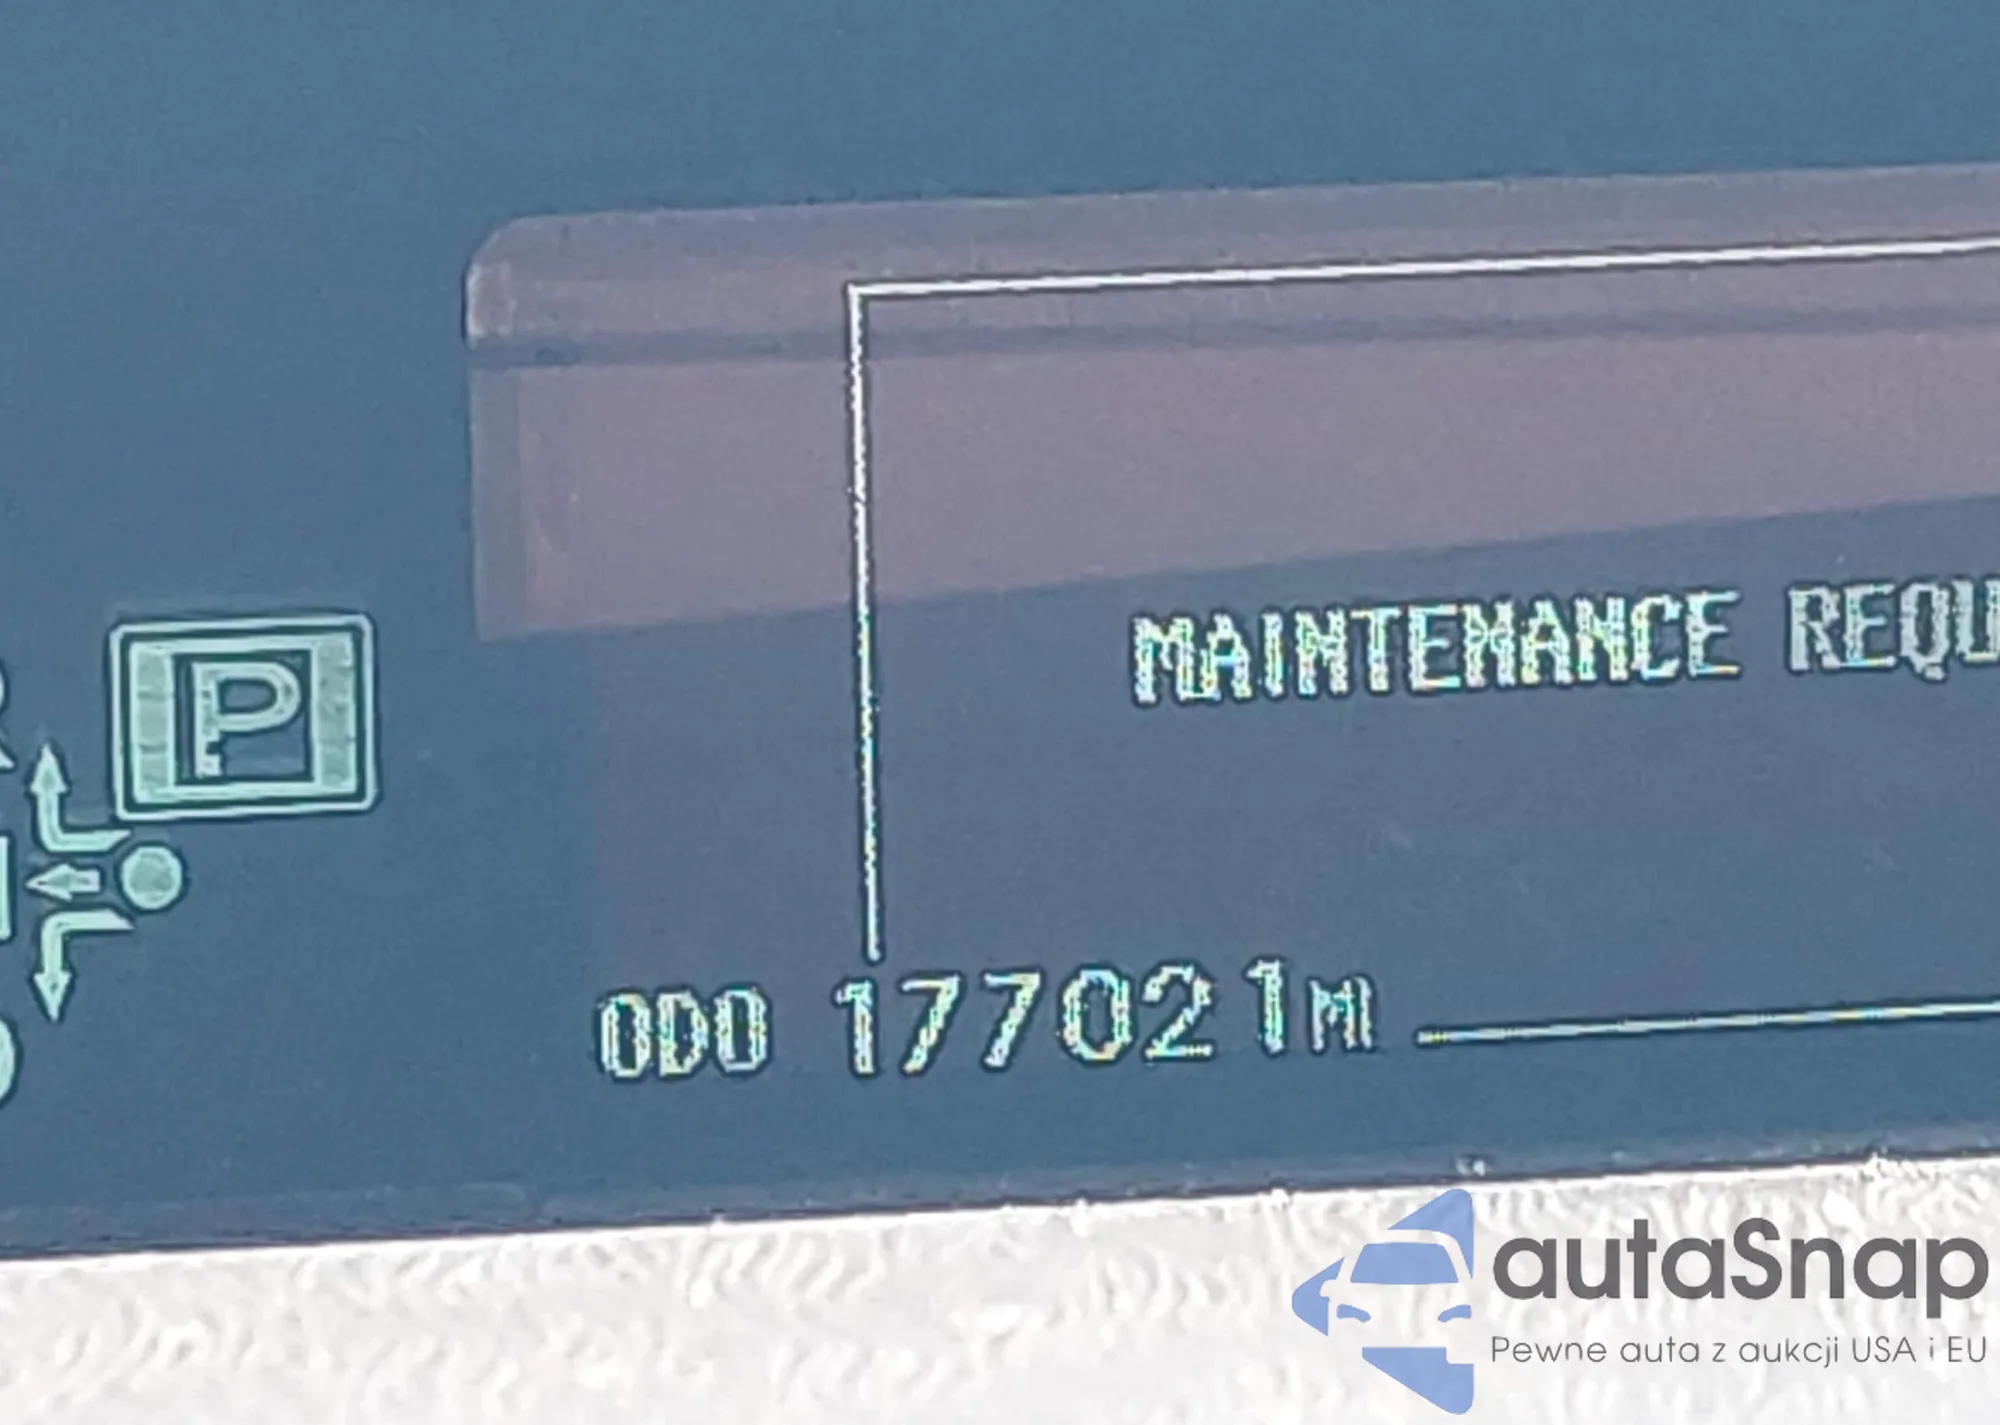 MAINTENANCE REQU
P
ODO 177021MI
autaSnap
Pewne auta z aukcji USA i EU